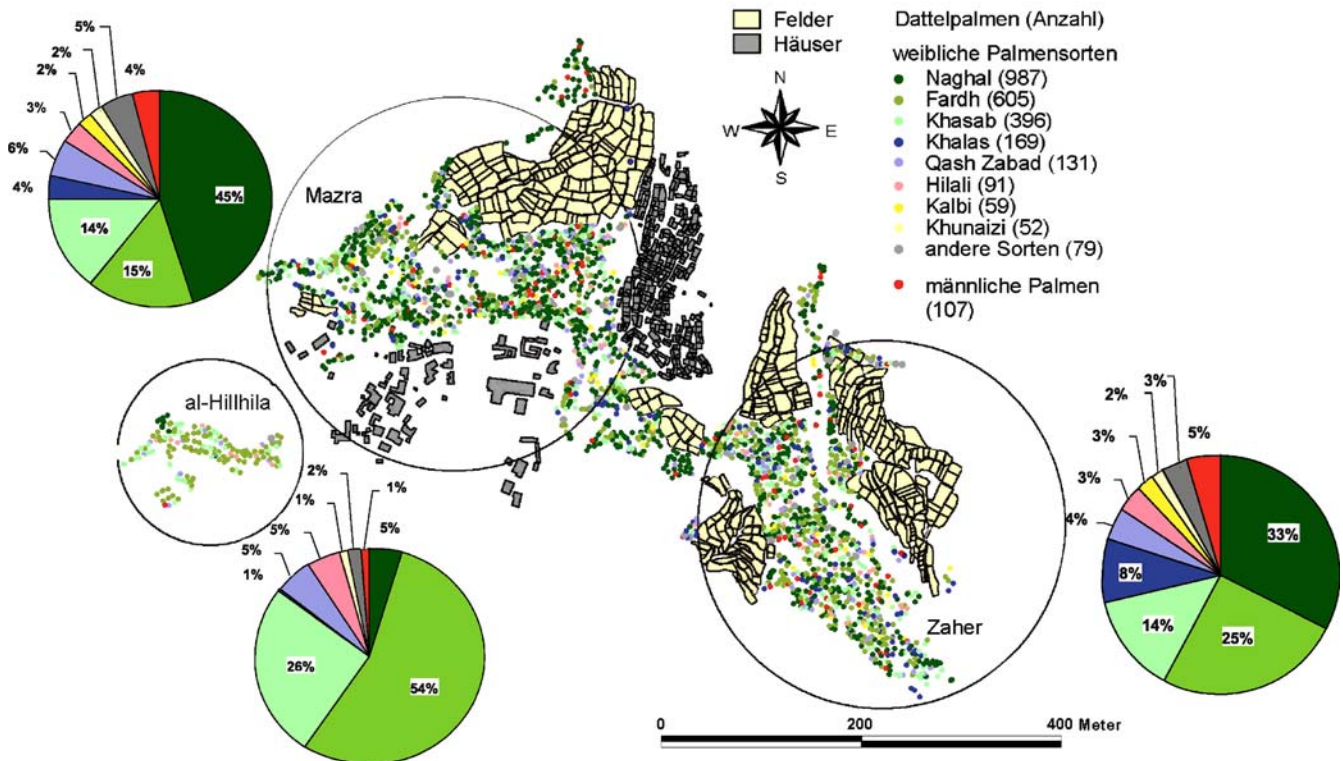 Felder
Häuser
Dattelpalmen (Anzahl)
weibliche Palmensorten
Naghal (987)
Fardh (605)
Khasab (396)
Khalas (169)
Qash Zabad (131)
Hilali (91)
Kalbi (59)
Khunaizi (52)
andere Sorten (79)
männliche Palmen
(107)
N
W E
S
5%
2%
2%
4%
3%
6%
4%
45%
14%
15%
Mazra
al-Hillhila
2%
1%
1%
5%
5%
5%
1%
26%
54%
Zaher
3%
2%
3%
5%
3%
4%
33%
8%
14%
25%
0 200 400 Meter